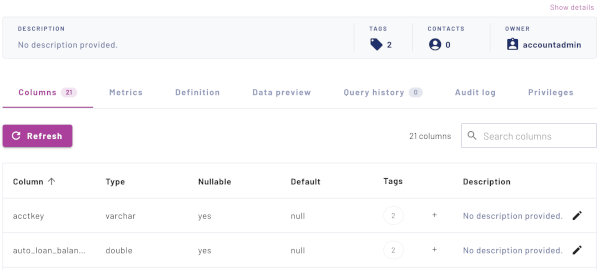 Show details
DESCRIPTION TAGS CONTACTS OWNER
No description provided. 2 0 accountadmin
Columns 21 Metrics Definition Data preview Query history 0 Audit log Privileges
Refresh 21 columns Search columns
Column Type Nullable Default Tags Description
acctkey varchar yes null 2 + No description provided.
auto_loan_balan... double yes null 2 + No description provided.